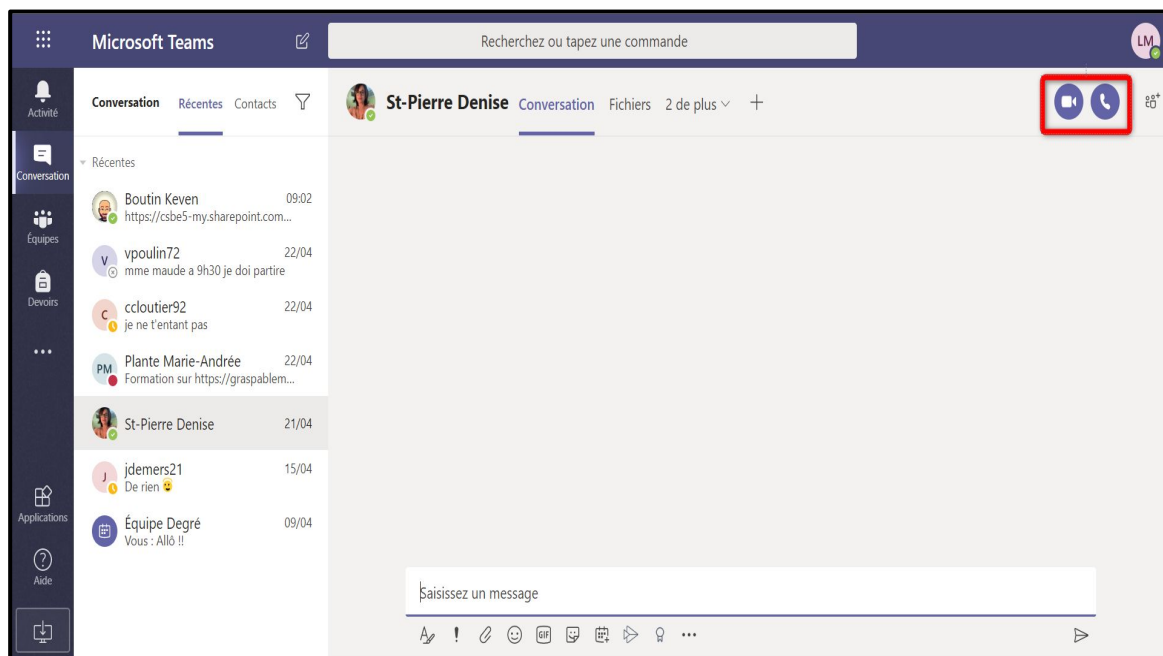 Microsoft Teams
Recherchez ou tapez une commande
LM
Activité
Conversation
Équipes
Devoirs
Applications
Aide
Conversation Récentes Contacts
Récentes
Boutin Keven 09:02
https://csbe5-my.sharepoint.com...
V
vpoulin72 22/04
mme maude a 9h30 je doi partire
C
ccloutier92 22/04
je ne t'entant pas
PM
Plante Marie-Andrée 22/04
Formation sur https://graspablem...
St-Pierre Denise 21/04
J
jdemers21 15/04
De rien 😉
Équipe Degré 09/04
Vous : Allô !!
St-Pierre Denise Conversation Fichiers 2 de plus
Saisissez un message
GIF